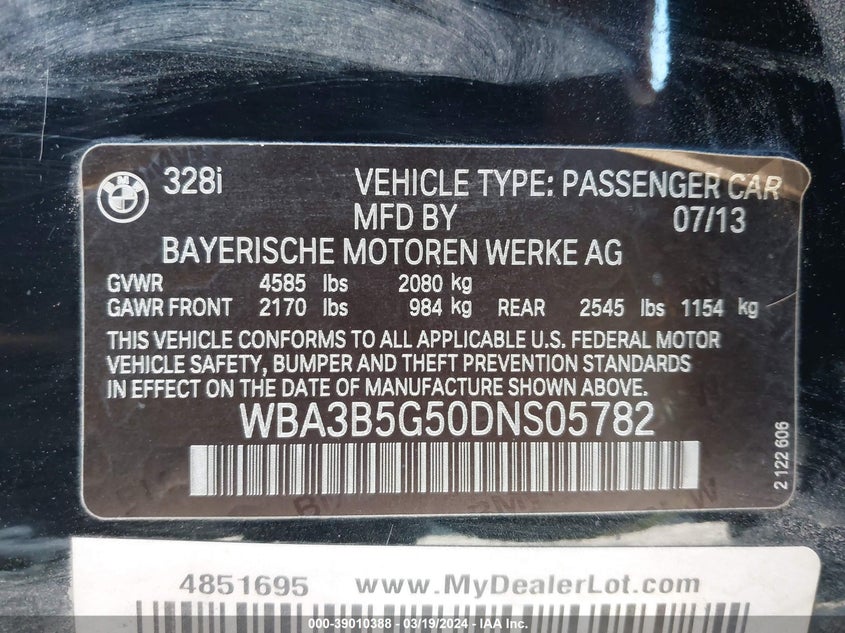 BMW 328i VEHICLE TYPE: PASSENGER CAR
MFD BY 07/13
BAYERISCHE MOTOREN WERKE AG
GVWR 4585 lbs 2080 kg
GAWR FRONT 2170 lbs 984 kg REAR 2545 lbs 1154 kg
THIS VEHICLE CONFORMS TO ALL APPLICABLE U.S. FEDERAL MOTOR
VEHICLE SAFETY, BUMPER AND THEFT PREVENTION STANDARDS
IN EFFECT ON THE DATE OF MANUFACTURE SHOWN ABOVE.
WBA3B5G50DNS05782
2 122 606
4851695 www.MyDealerLot.com
000-39010388 - 03/19/2024 - IAA Inc.